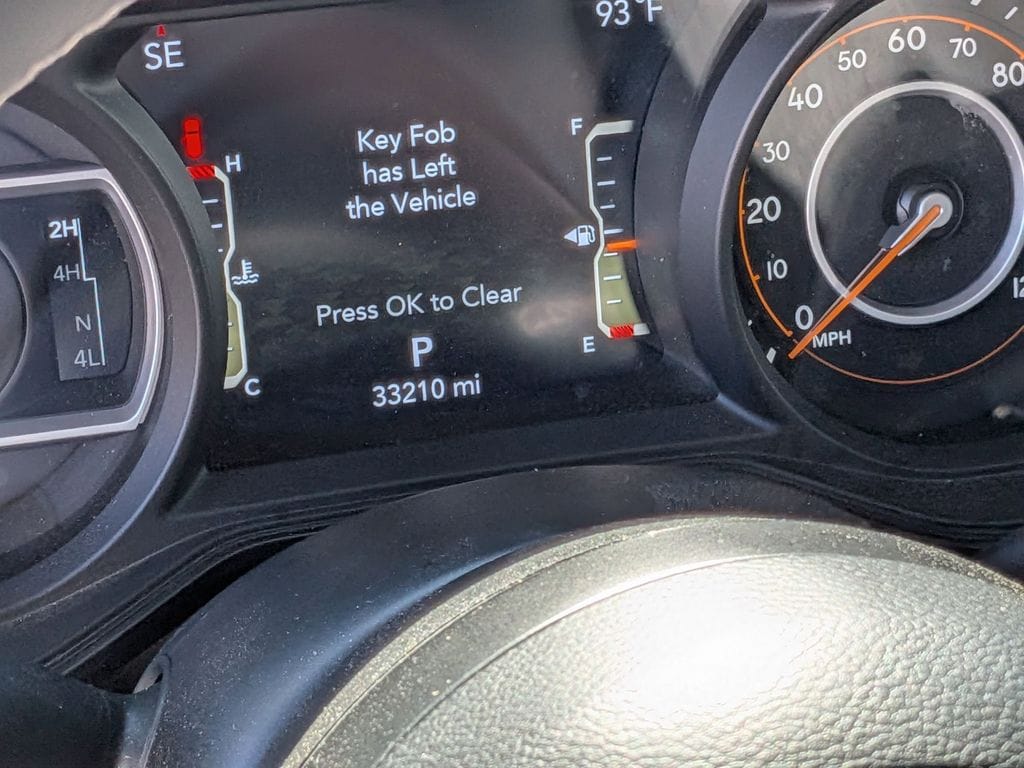 SE
93°F
H
Key Fob
has Left
the Vehicle
Press OK to Clear
P
33210 mi
C
F
E
2H
4H
N
4L
0
10
20
30
40
50
60
70
80
MPH